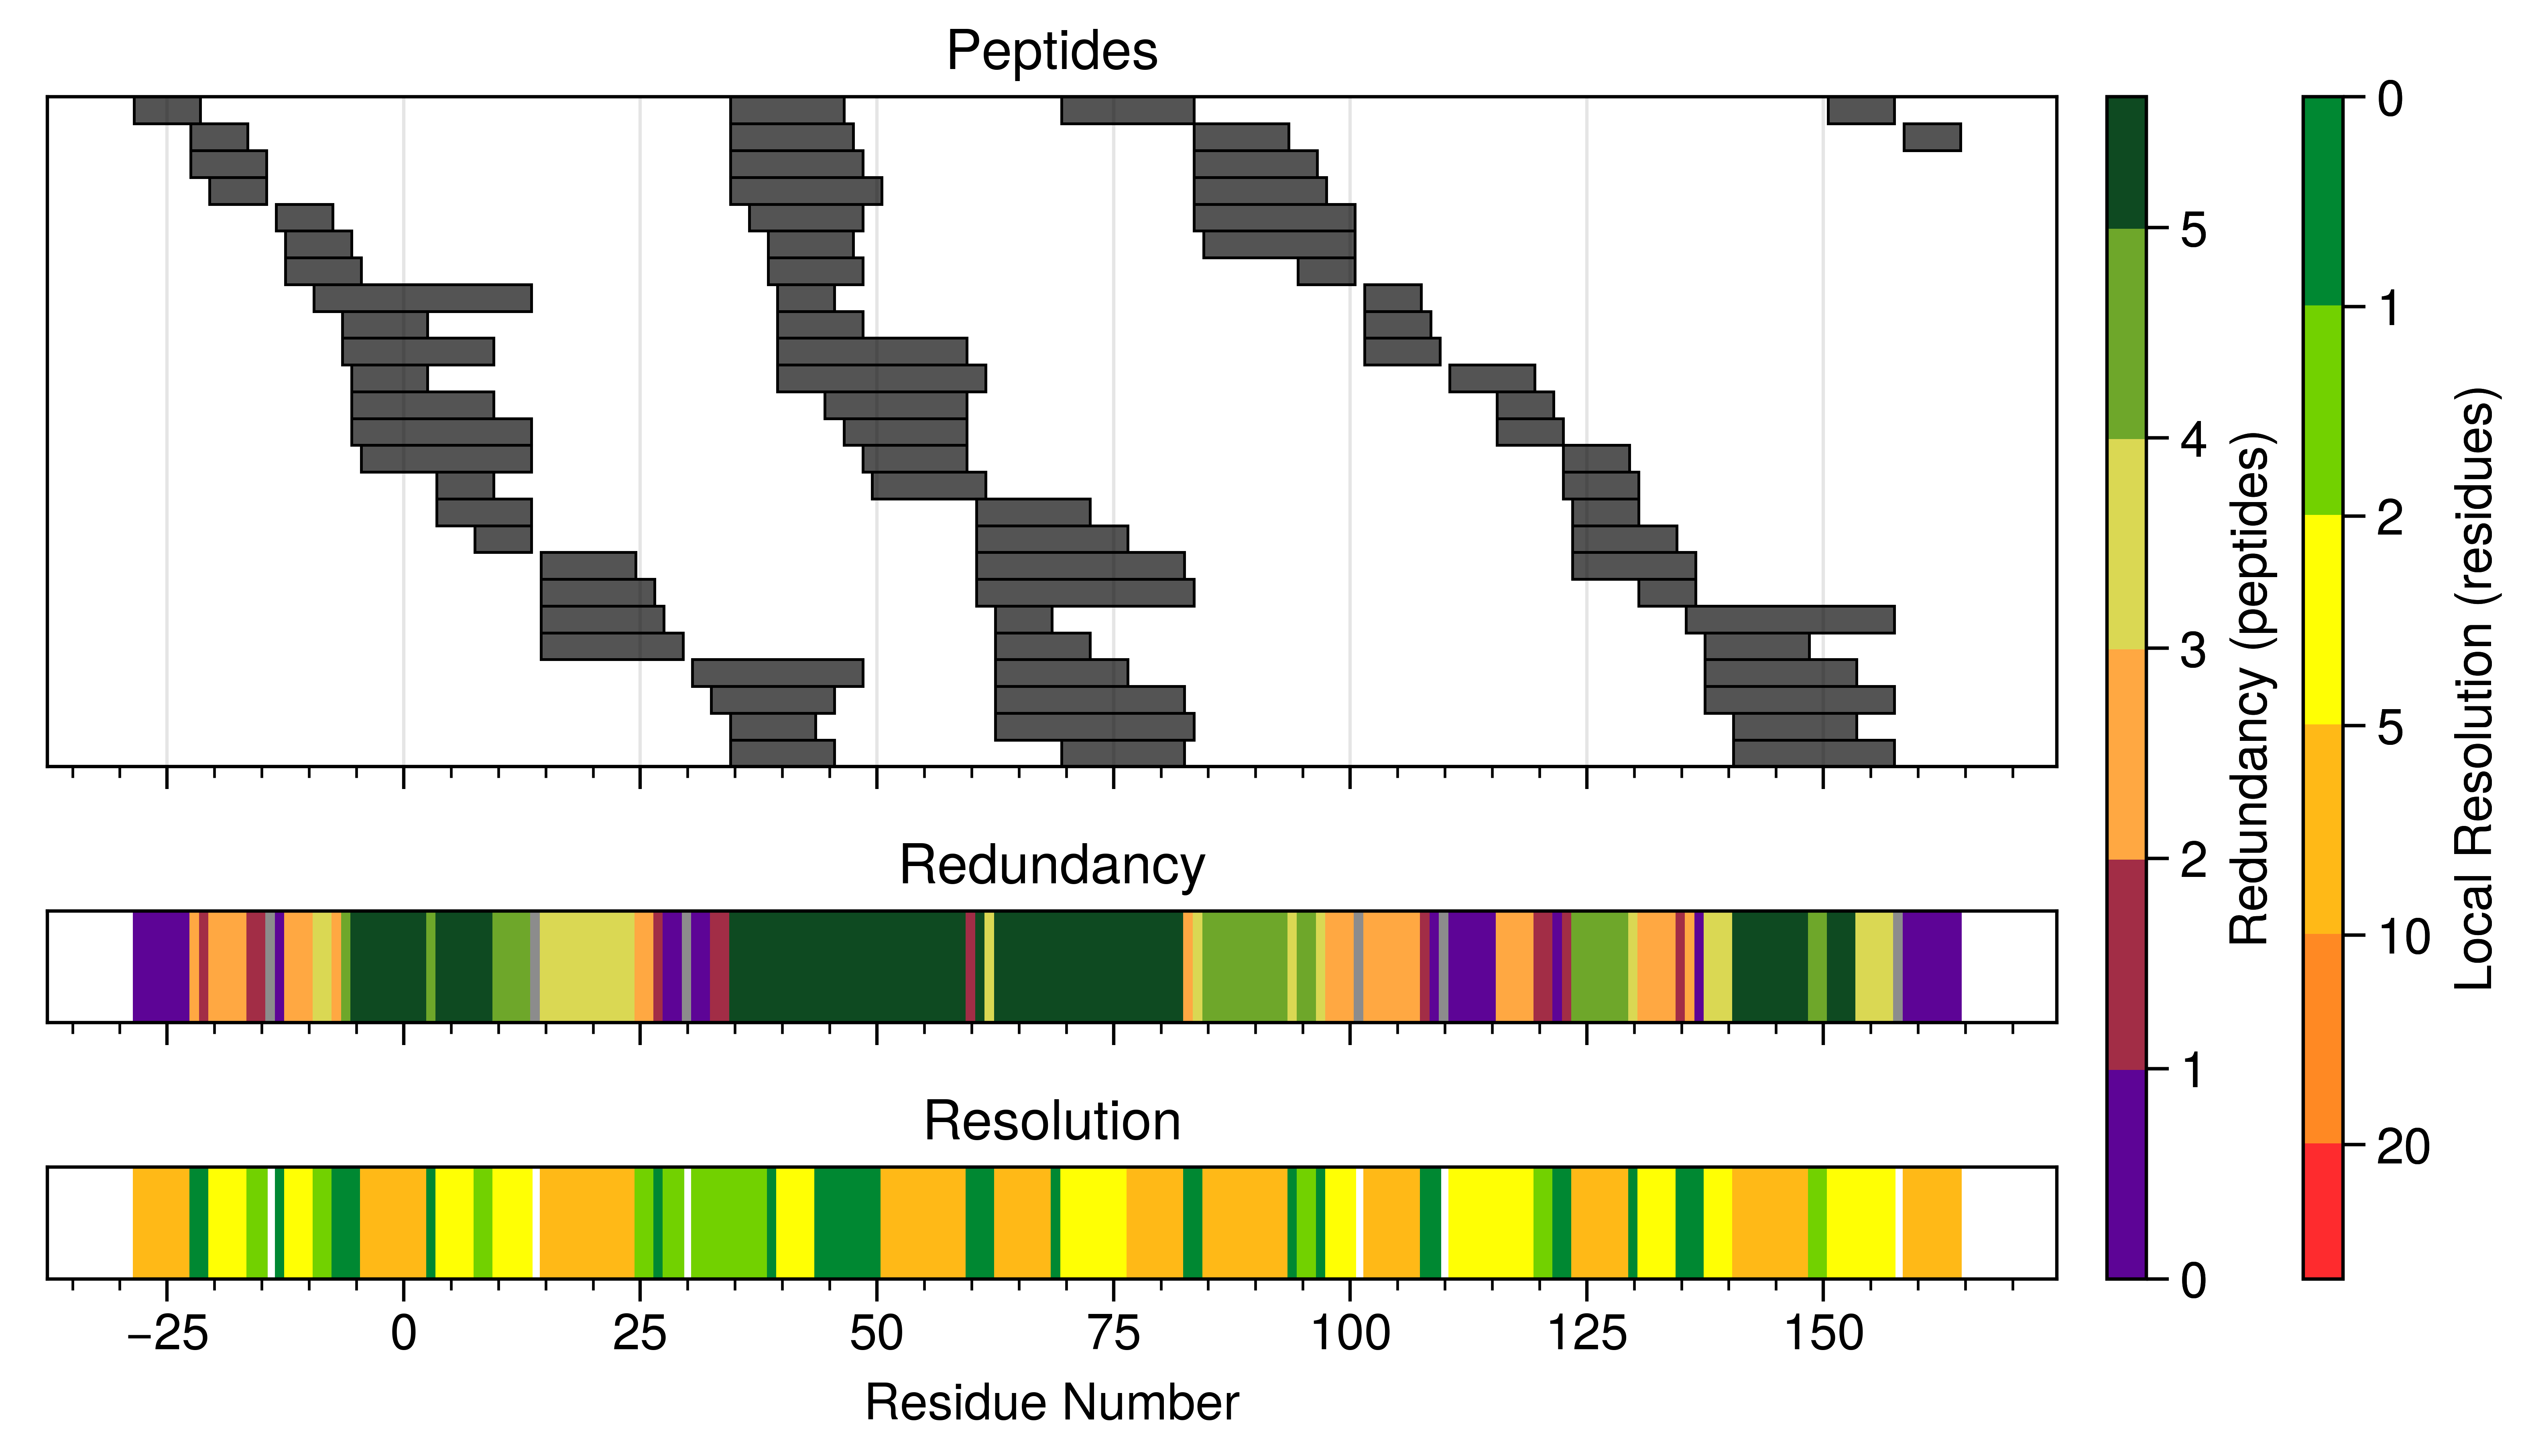 Peptides
Redundancy
Resolution
−25 0 25 50 75 100 125 150
Residue Number
5
4
3
2
1
0
Redundancy (peptides)
0
1
2
5
10
20
Local Resolution (residues)